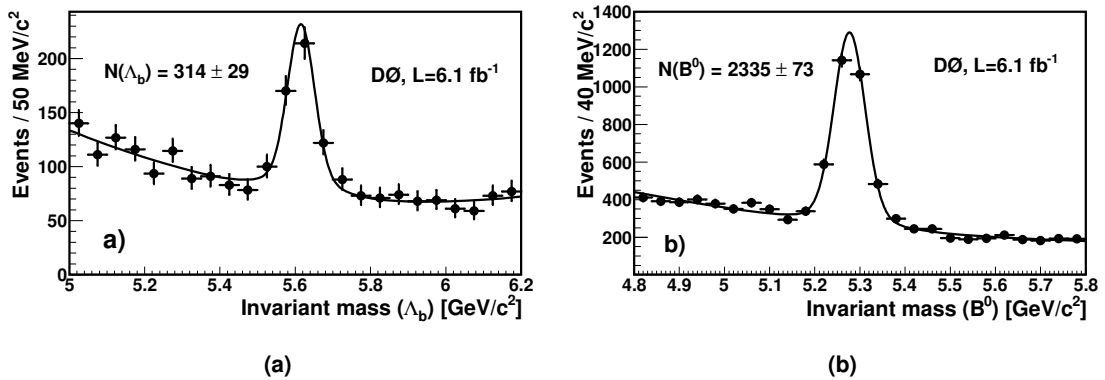 Events / 50 MeV/c²
200
150
100
50
0
N(Λb) = 314 ± 29
DØ, L=6.1 fb⁻¹
a)
5 5.2 5.4 5.6 5.8 6 6.2
Invariant mass (Λb) [GeV/c²]
(a)
Events / 40 MeV/c²
1400
1200
1000
800
600
400
200
N(B⁰) = 2335 ± 73
DØ, L=6.1 fb⁻¹
b)
4.8 4.9 5 5.1 5.2 5.3 5.4 5.5 5.6 5.7 5.8
Invariant mass (B⁰) [GeV/c²]
(b)